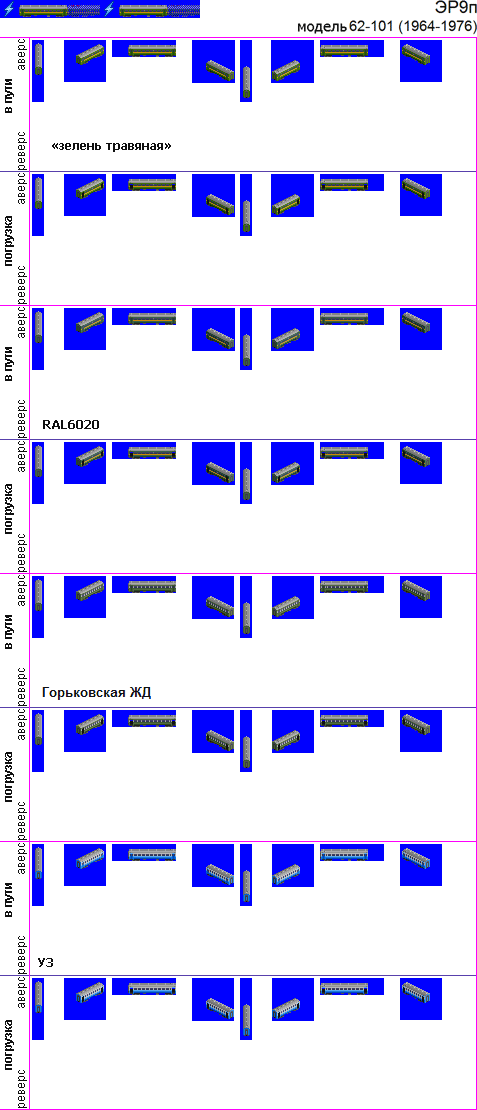 ЭР9п
модель 62-101 (1964-1976)
аверс
в пути
реверс
«зелень травяная»
аверс
погрузка
реверс
аверс
в пути
реверс
RAL6020
аверс
погрузка
реверс
аверс
в пути
реверс
Горьковская ЖД
аверс
погрузка
реверс
аверс
в пути
реверс
УЗ
аверс
погрузка
реверс